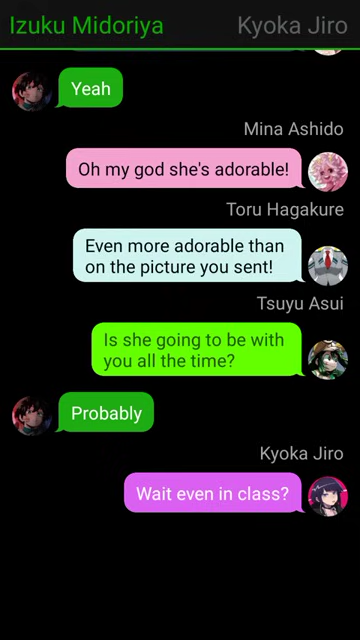 Izuku Midoriya
Kyoka Jiro
Yeah
Mina Ashido
Oh my god she's adorable!
Toru Hagakure
Even more adorable than
on the picture you sent!
Tsuyu Asui
Is she going to be with
you all the time?
Probably
Kyoka Jiro
Wait even in class?